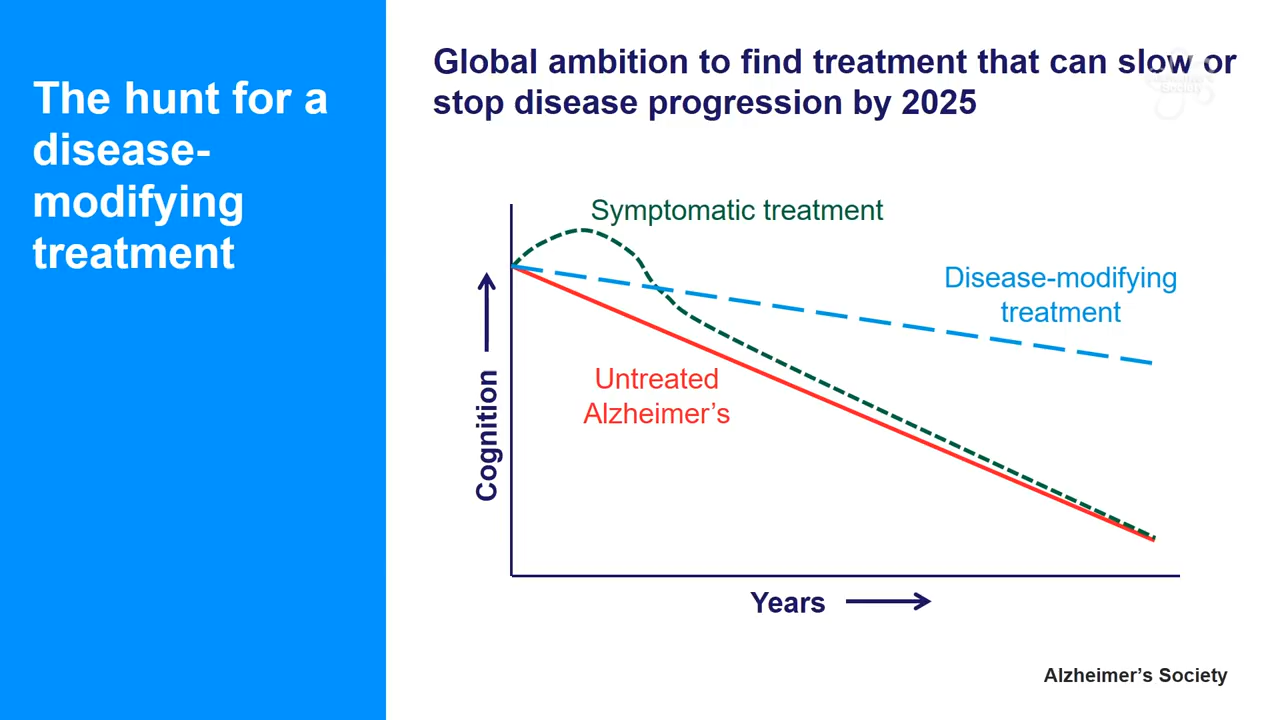 The hunt for a
disease-
modifying
treatment
Global ambition to find treatment that can slow or
stop disease progression by 2025
Symptomatic treatment
Disease-modifying
treatment
Untreated
Alzheimer’s
Cognition
Years
Alzheimer’s Society